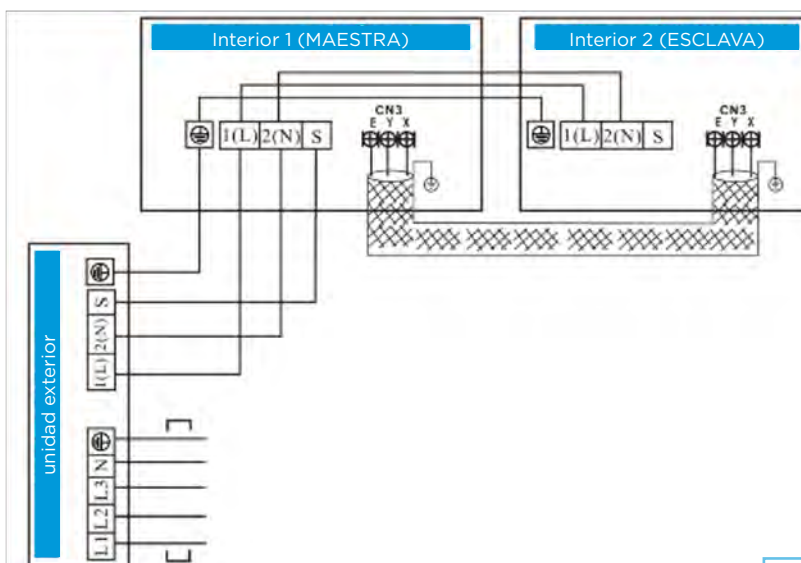 Interior 1 (MAESTRA)
Interior 2 (ESCLAVA)
CN3
E Y X
1(L) 2(N) S
CN3
E Y X
1(L) 2(N) S
unidad exterior
S
2(N)
1(L)
N
L3
L2
L1